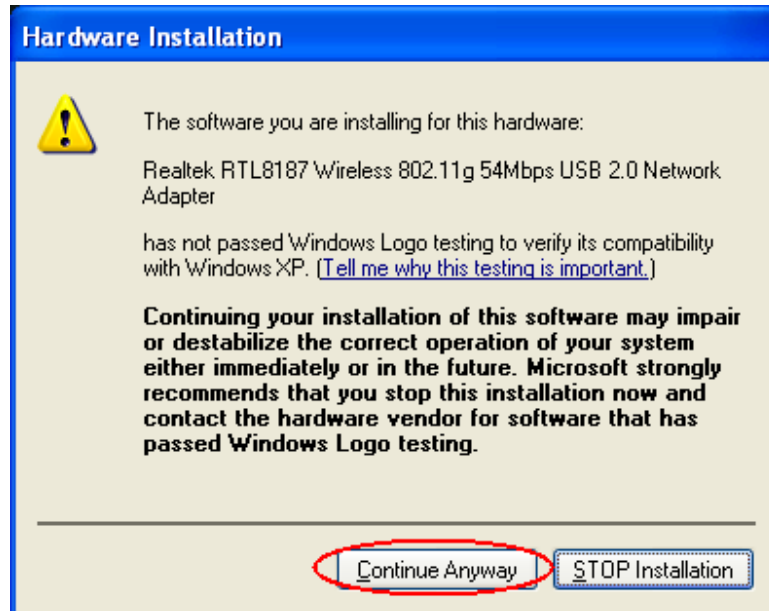 Hardware Installation
The software you are installing for this hardware:
Realtek RTL8187 Wireless 802.11g 54Mbps USB 2.0 Network
Adapter
has not passed Windows Logo testing to verify its compatibility
with Windows XP. (Tell me why this testing is important.)
Continuing your installation of this software may impair
or destabilize the correct operation of your system
either immediately or in the future. Microsoft strongly
recommends that you stop this installation now and
contact the hardware vendor for software that has
passed Windows Logo testing.
Continue Anyway STOP Installation